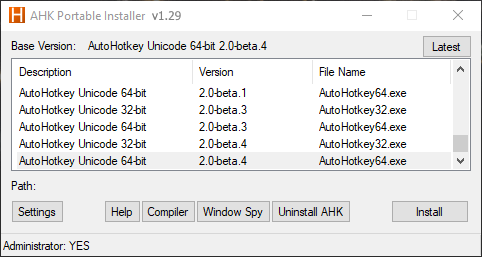 H AHK Portable Installer v1.29
Base Version: AutoHotkey Unicode 64-bit 2.0-beta.4 Latest
Description Version File Name
AutoHotkey Unicode 64-bit 2.0-beta.1 AutoHotkey64.exe
AutoHotkey Unicode 32-bit 2.0-beta.3 AutoHotkey32.exe
AutoHotkey Unicode 64-bit 2.0-beta.3 AutoHotkey64.exe
AutoHotkey Unicode 32-bit 2.0-beta.4 AutoHotkey32.exe
AutoHotkey Unicode 64-bit 2.0-beta.4 AutoHotkey64.exe
Path:
Settings Help Compiler Window Spy Uninstall AHK Install
Administrator: YES